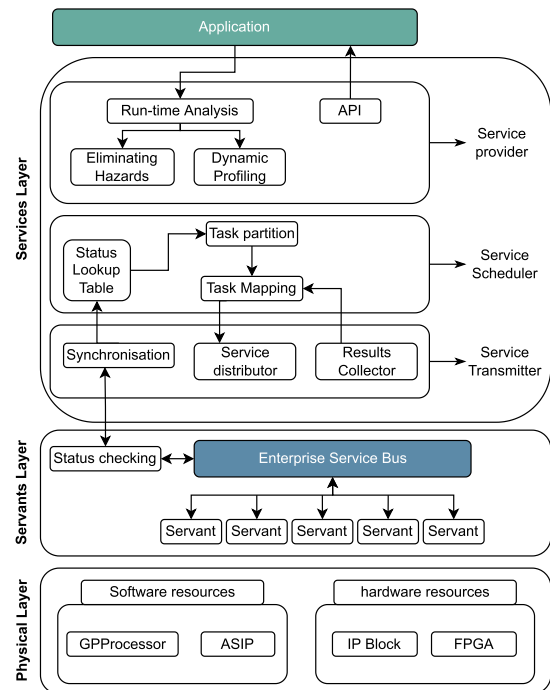 Application
Services Layer
Run-time Analysis
API
Eliminating
Hazards
Dynamic
Profiling
Service
provider
Status
Lookup
Table
Task partition
Task Mapping
Service
Scheduler
Synchronisation
Service
distributor
Results
Collector
Service
Transmitter
Servants Layer
Status checking
Enterprise Service Bus
Servant
Servant
Servant
Servant
Servant
Physical Layer
Software resources
hardware resources
GPProcessor
ASIP
IP Block
FPGA